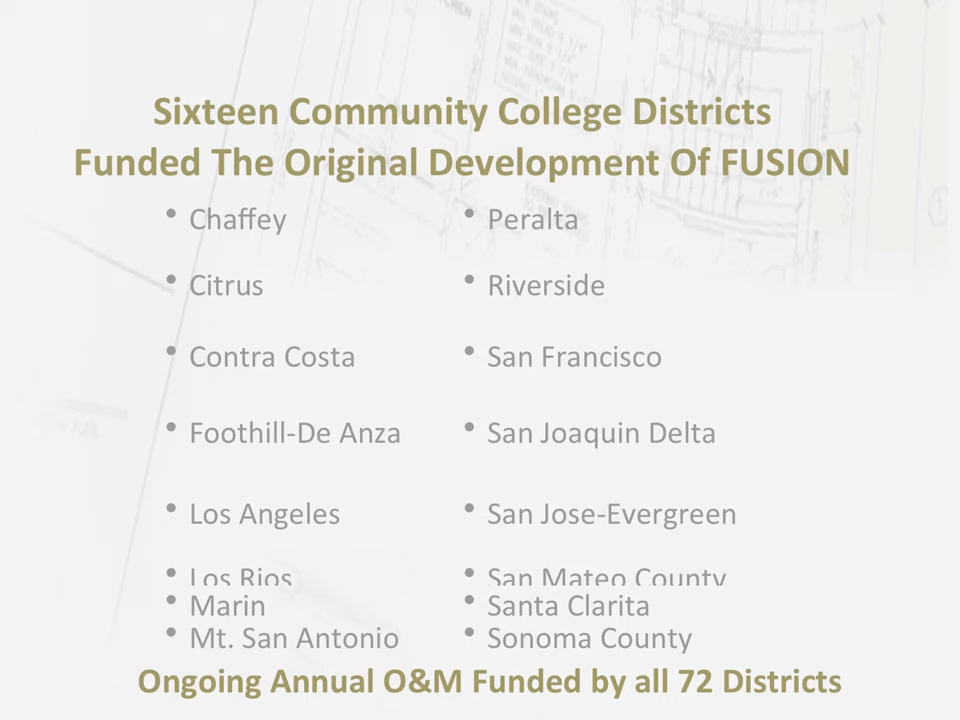 Sixteen Community College Districts
Funded The Original Development Of FUSION
• Chaffey
• Citrus
• Contra Costa
• Foothill-De Anza
• Los Angeles
• Los Rios
• Marin
• Mt. San Antonio
• Peralta
• Riverside
• San Francisco
• San Joaquin Delta
• San Jose-Evergreen
• San Mateo County
• Santa Clarita
• Sonoma County
Ongoing Annual O&M Funded by all 72 Districts